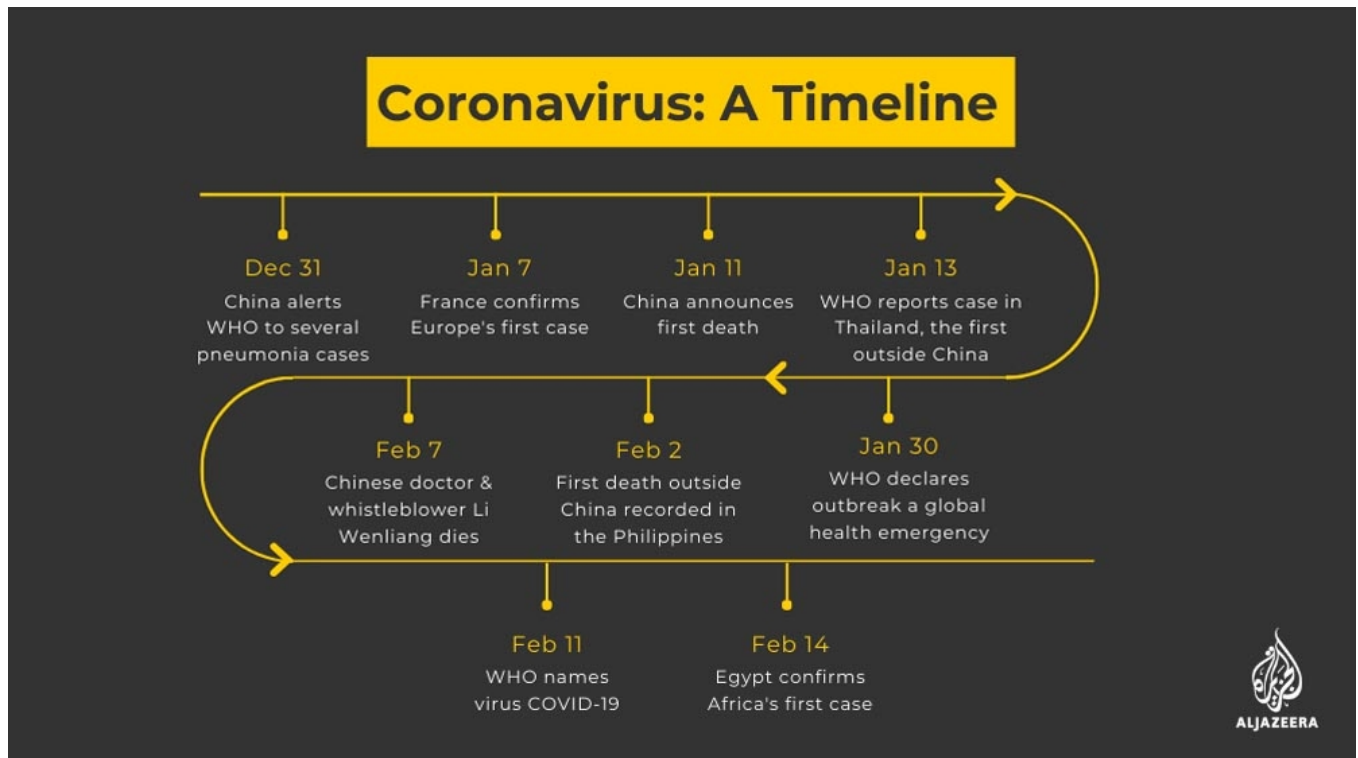 Coronavirus: A Timeline
Dec 31
China alerts
WHO to several
pneumonia cases
Jan 7
France confirms
Europe's first case
Jan 11
China announces
first death
Jan 13
WHO reports case in
Thailand, the first
outside China
Jan 30
WHO declares
outbreak a global
health emergency
Feb 2
First death outside
China recorded in
the Philippines
Feb 7
Chinese doctor &
whistleblower Li
Wenliang dies
Feb 11
WHO names
virus COVID-19
Feb 14
Egypt confirms
Africa's first case
الجزيرة
ALJAZEERA